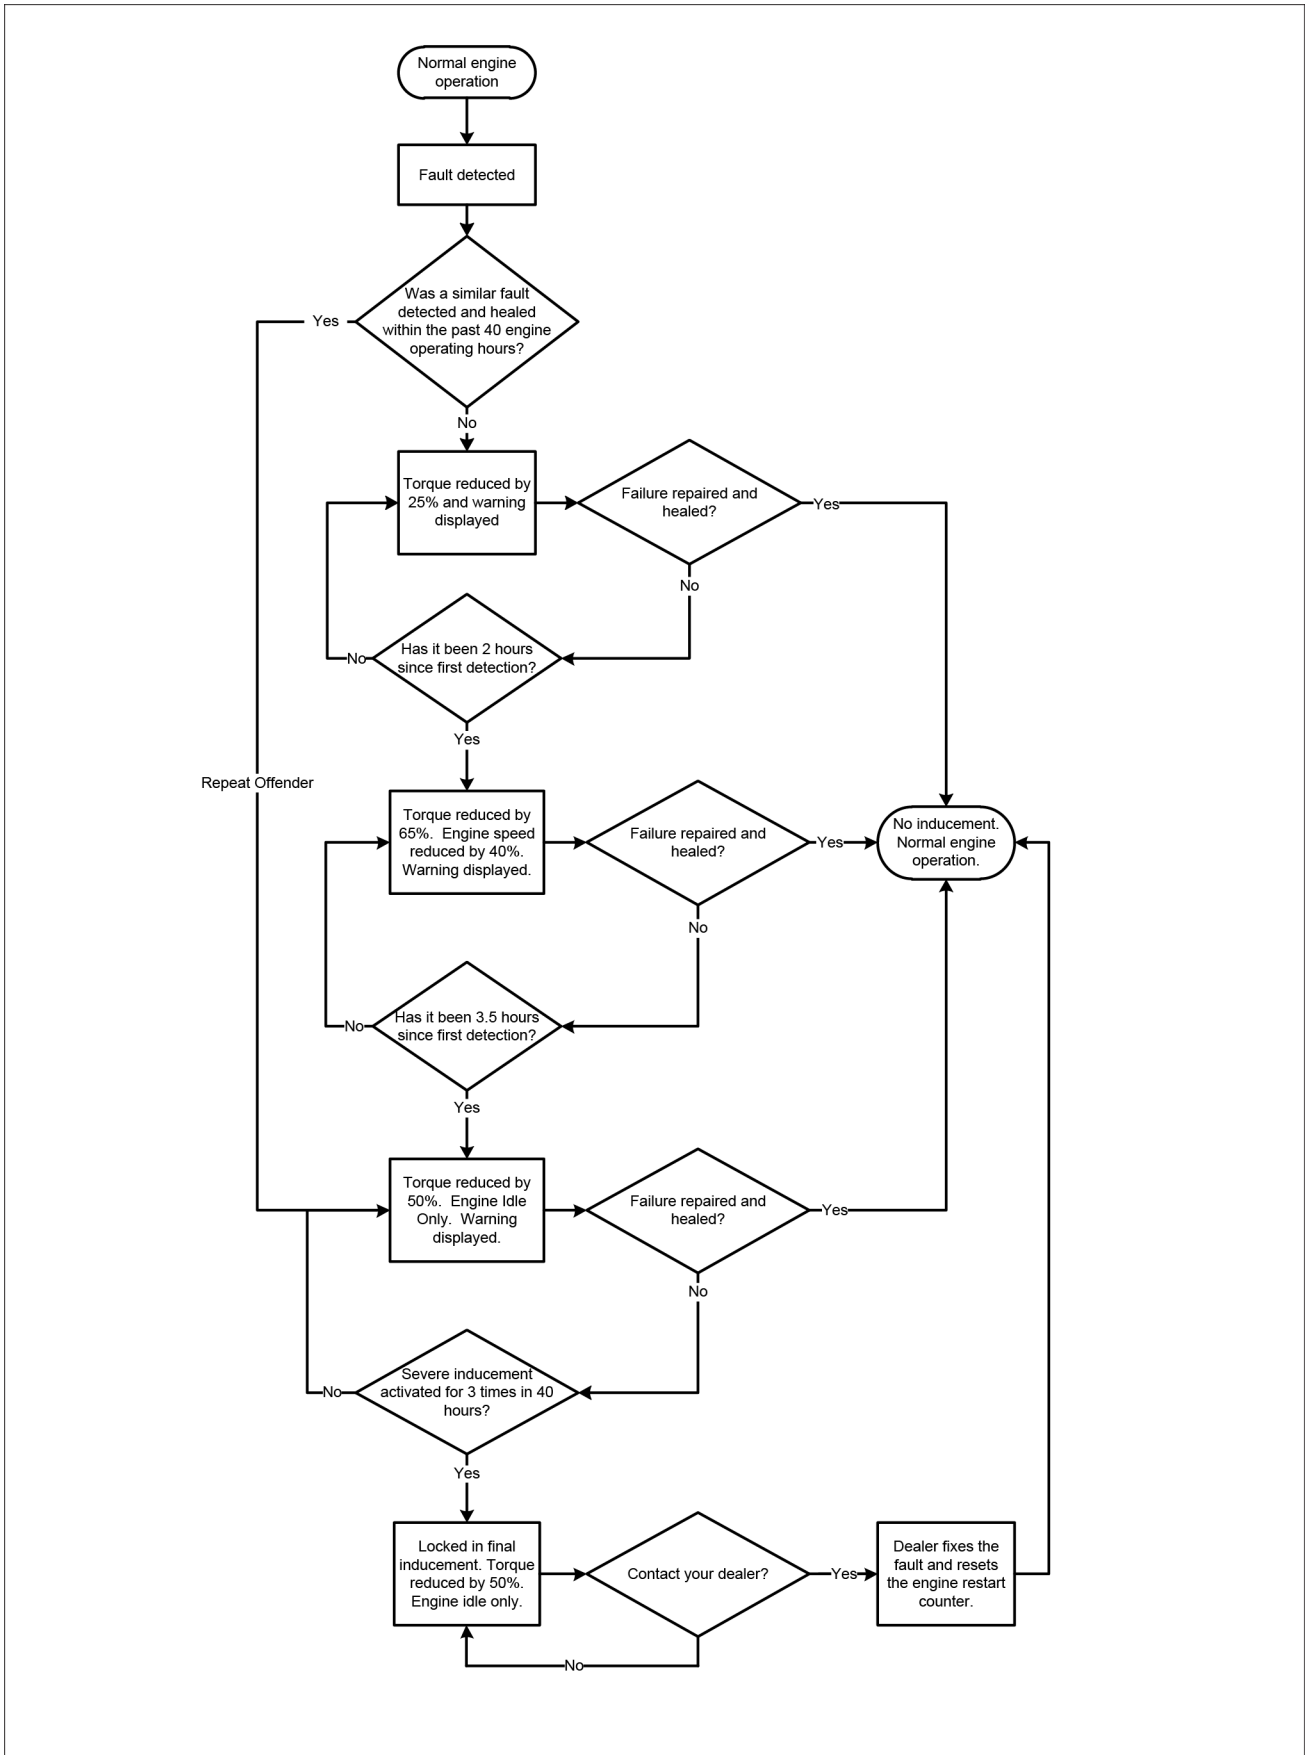 Normal engine
operation
Fault detected
Was a similar fault
detected and healed
within the past 40 engine
operating hours?
Yes
No
Torque reduced by
25% and warning
displayed
Failure repaired and
healed?
Yes
No
Has it been 2 hours
since first detection?
No
Yes
Repeat Offender
Torque reduced by
65%. Engine speed
reduced by 40%.
Warning displayed.
Failure repaired and
healed?
Yes
No inducement.
Normal engine
operation.
No
Has it been 3.5 hours
since first detection?
No
Yes
Torque reduced by
50%. Engine Idle
Only. Warning
displayed.
Failure repaired and
healed?
Yes
No
Severe inducement
activated for 3 times in 40
hours?
No
Yes
Locked in final
inducement. Torque
reduced by 50%.
Engine idle only.
Contact your dealer?
Yes
Dealer fixes the
fault and resets
the engine restart
counter.
No